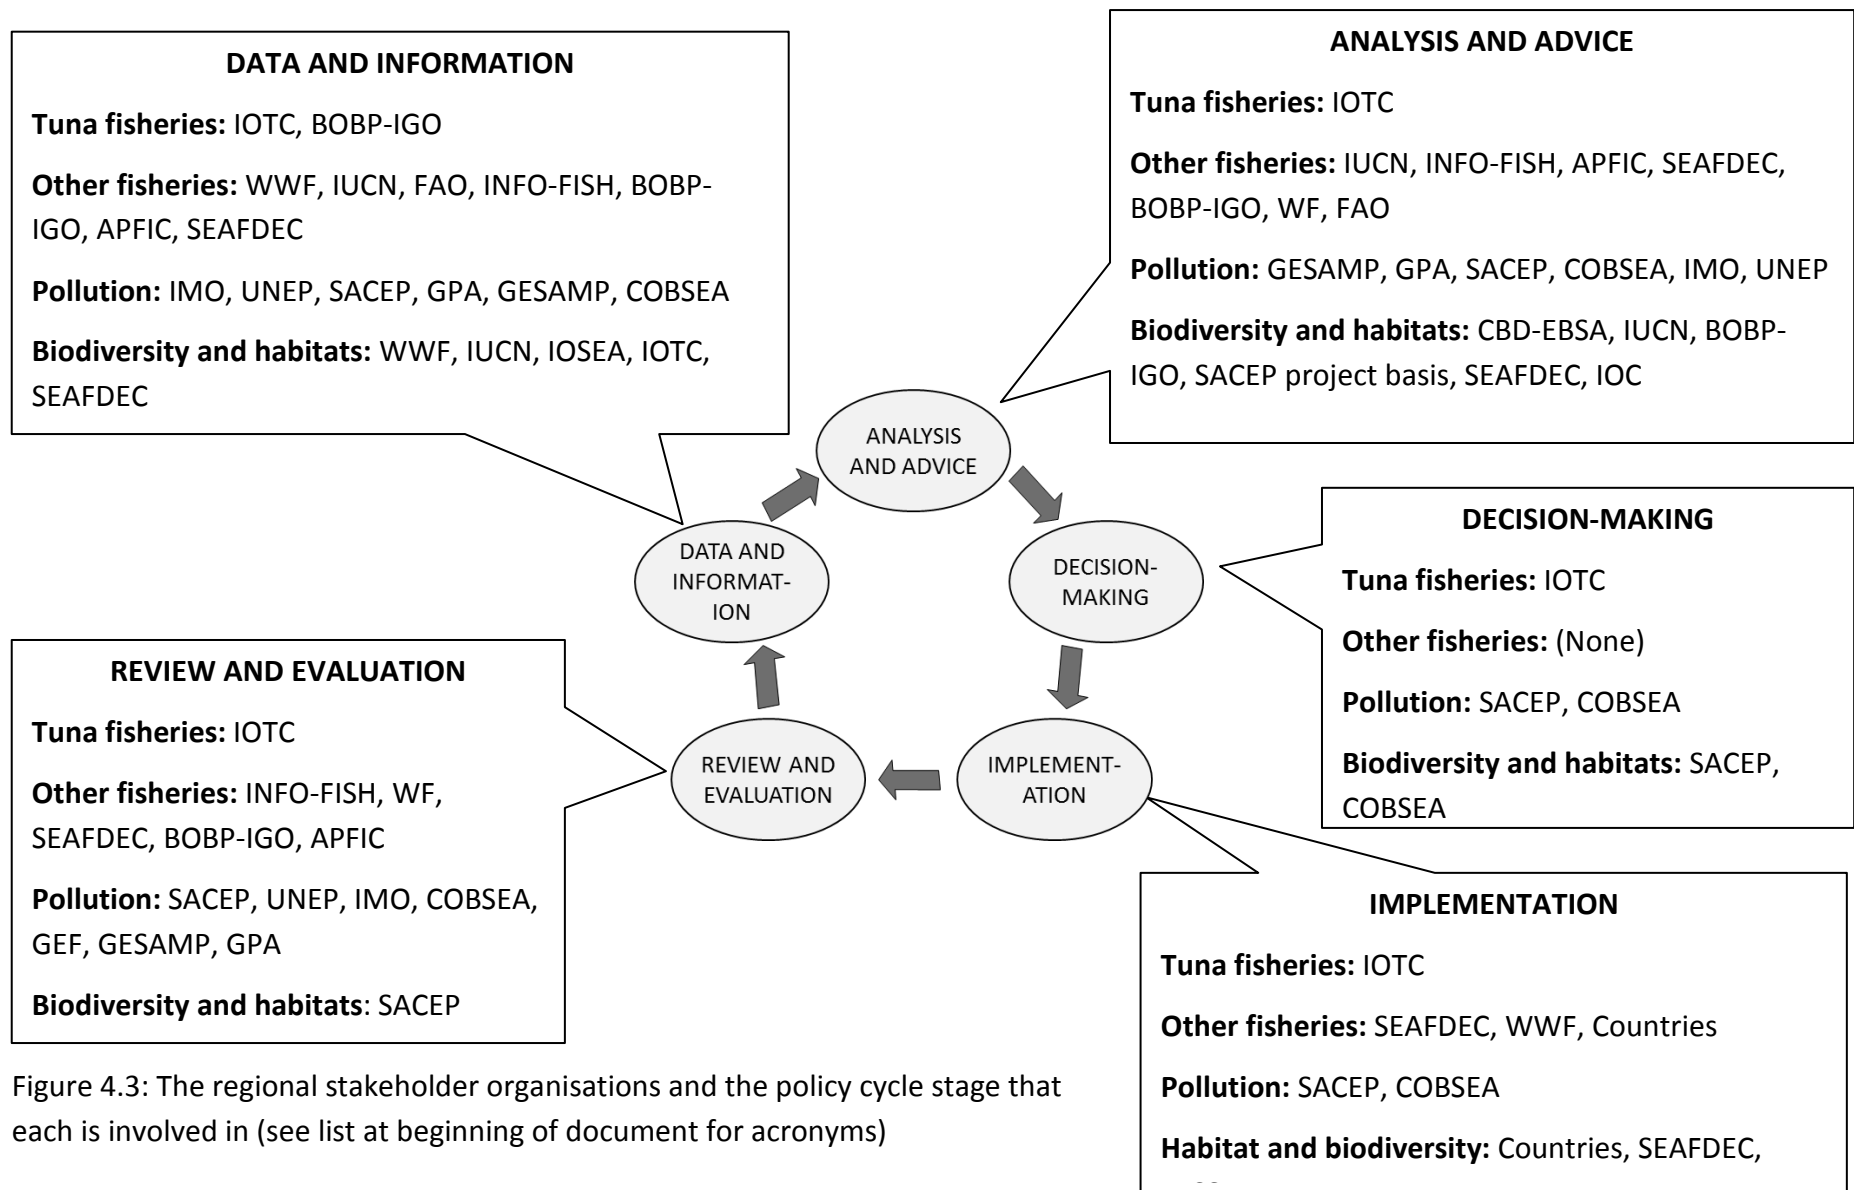 DATA AND INFORMATION
Tuna fisheries: IOTC, BOBP-IGO
Other fisheries: WWF, IUCN, FAO, INFO-FISH, BOBP-
IGO, APFIC, SEAFDEC
Pollution: IMO, UNEP, SACEP, GPA, GESAMP, COBSEA
Biodiversity and habitats: WWF, IUCN, IOSEA, IOTC,
SEAFDEC
ANALYSIS AND ADVICE
Tuna fisheries: IOTC
Other fisheries: IUCN, INFO-FISH, APFIC, SEAFDEC,
BOBP-IGO, WF, FAO
Pollution: GESAMP, GPA, SACEP, COBSEA, IMO, UNEP
Biodiversity and habitats: CBD-EBSA, IUCN, BOBP-
IGO, SACEP project basis, SEAFDEC, IOC
ANALYSIS
AND ADVICE
DATA AND
INFORMAT-
ION
DECISION-
MAKING
REVIEW AND
EVALUATION
IMPLEMENT-
ATION
DECISION-MAKING
Tuna fisheries: IOTC
Other fisheries: (None)
Pollution: SACEP, COBSEA
Biodiversity and habitats: SACEP,
COBSEA
REVIEW AND EVALUATION
Tuna fisheries: IOTC
Other fisheries: INFO-FISH, WF,
SEAFDEC, BOBP-IGO, APFIC
Pollution: SACEP, UNEP, IMO, COBSEA,
GEF, GESAMP, GPA
Biodiversity and habitats: SACEP
IMPLEMENTATION
Tuna fisheries: IOTC
Other fisheries: SEAFDEC, WWF, Countries
Pollution: SACEP, COBSEA
Habitat and biodiversity: Countries, SEAFDEC,
Figure 4.3: The regional stakeholder organisations and the policy cycle stage that
each is involved in (see list at beginning of document for acronyms)